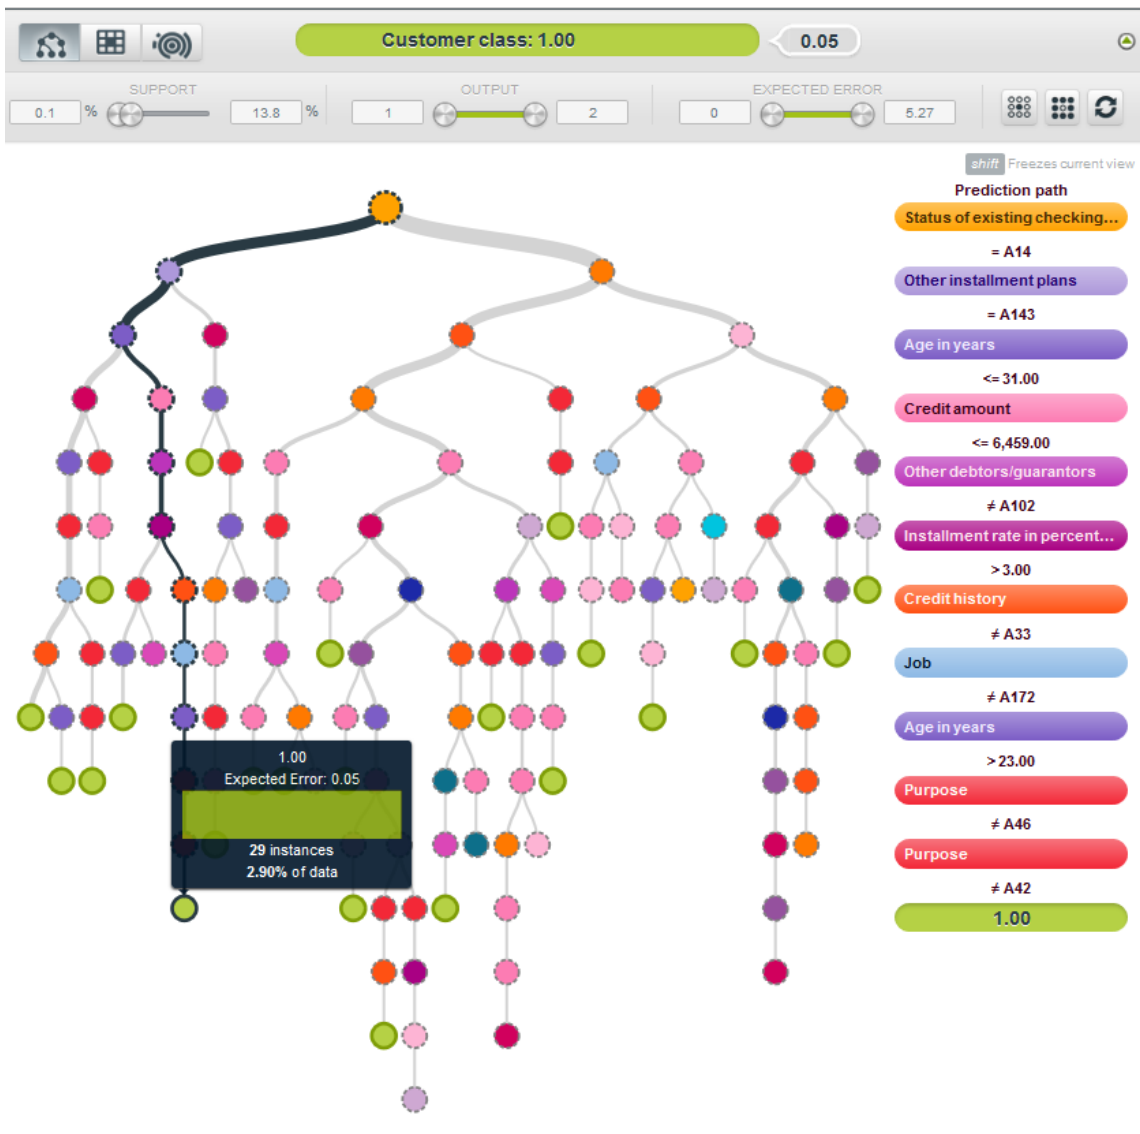 Customer class: 1.00
0.05
SUPPORT
OUTPUT
EXPECTED ERROR
0.1 % 13.8 %
1 2
0 5.27
shift Freezes current view
Prediction path
Status of existing checking...
= A14
Other installment plans
= A143
Age in years
<= 31.00
Credit amount
<= 6,459.00
Other debtors/guarantors
≠ A102
Installment rate in percent...
> 3.00
Credit history
≠ A33
Job
≠ A172
Age in years
> 23.00
Purpose
≠ A46
Purpose
≠ A42
1.00
1.00
Expected Error: 0.05
29 instances
2.90% of data